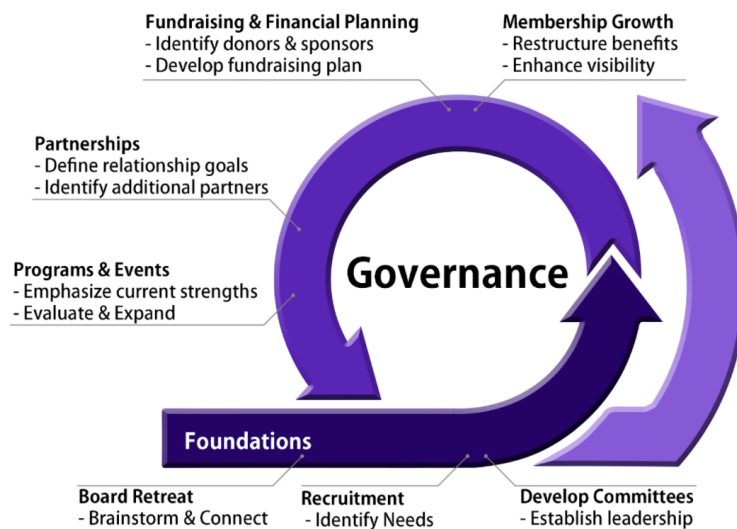 Fundraising & Financial Planning
- Identify donors & sponsors
- Develop fundraising plan
Membership Growth
- Restructure benefits
- Enhance visibility
Partnerships
- Define relationship goals
- Identify additional partners
Programs & Events
- Emphasize current strengths
- Evaluate & Expand
Governance
Foundations
Board Retreat
- Brainstorm & Connect
Recruitment
- Identify Needs
Develop Committees
- Establish leadership